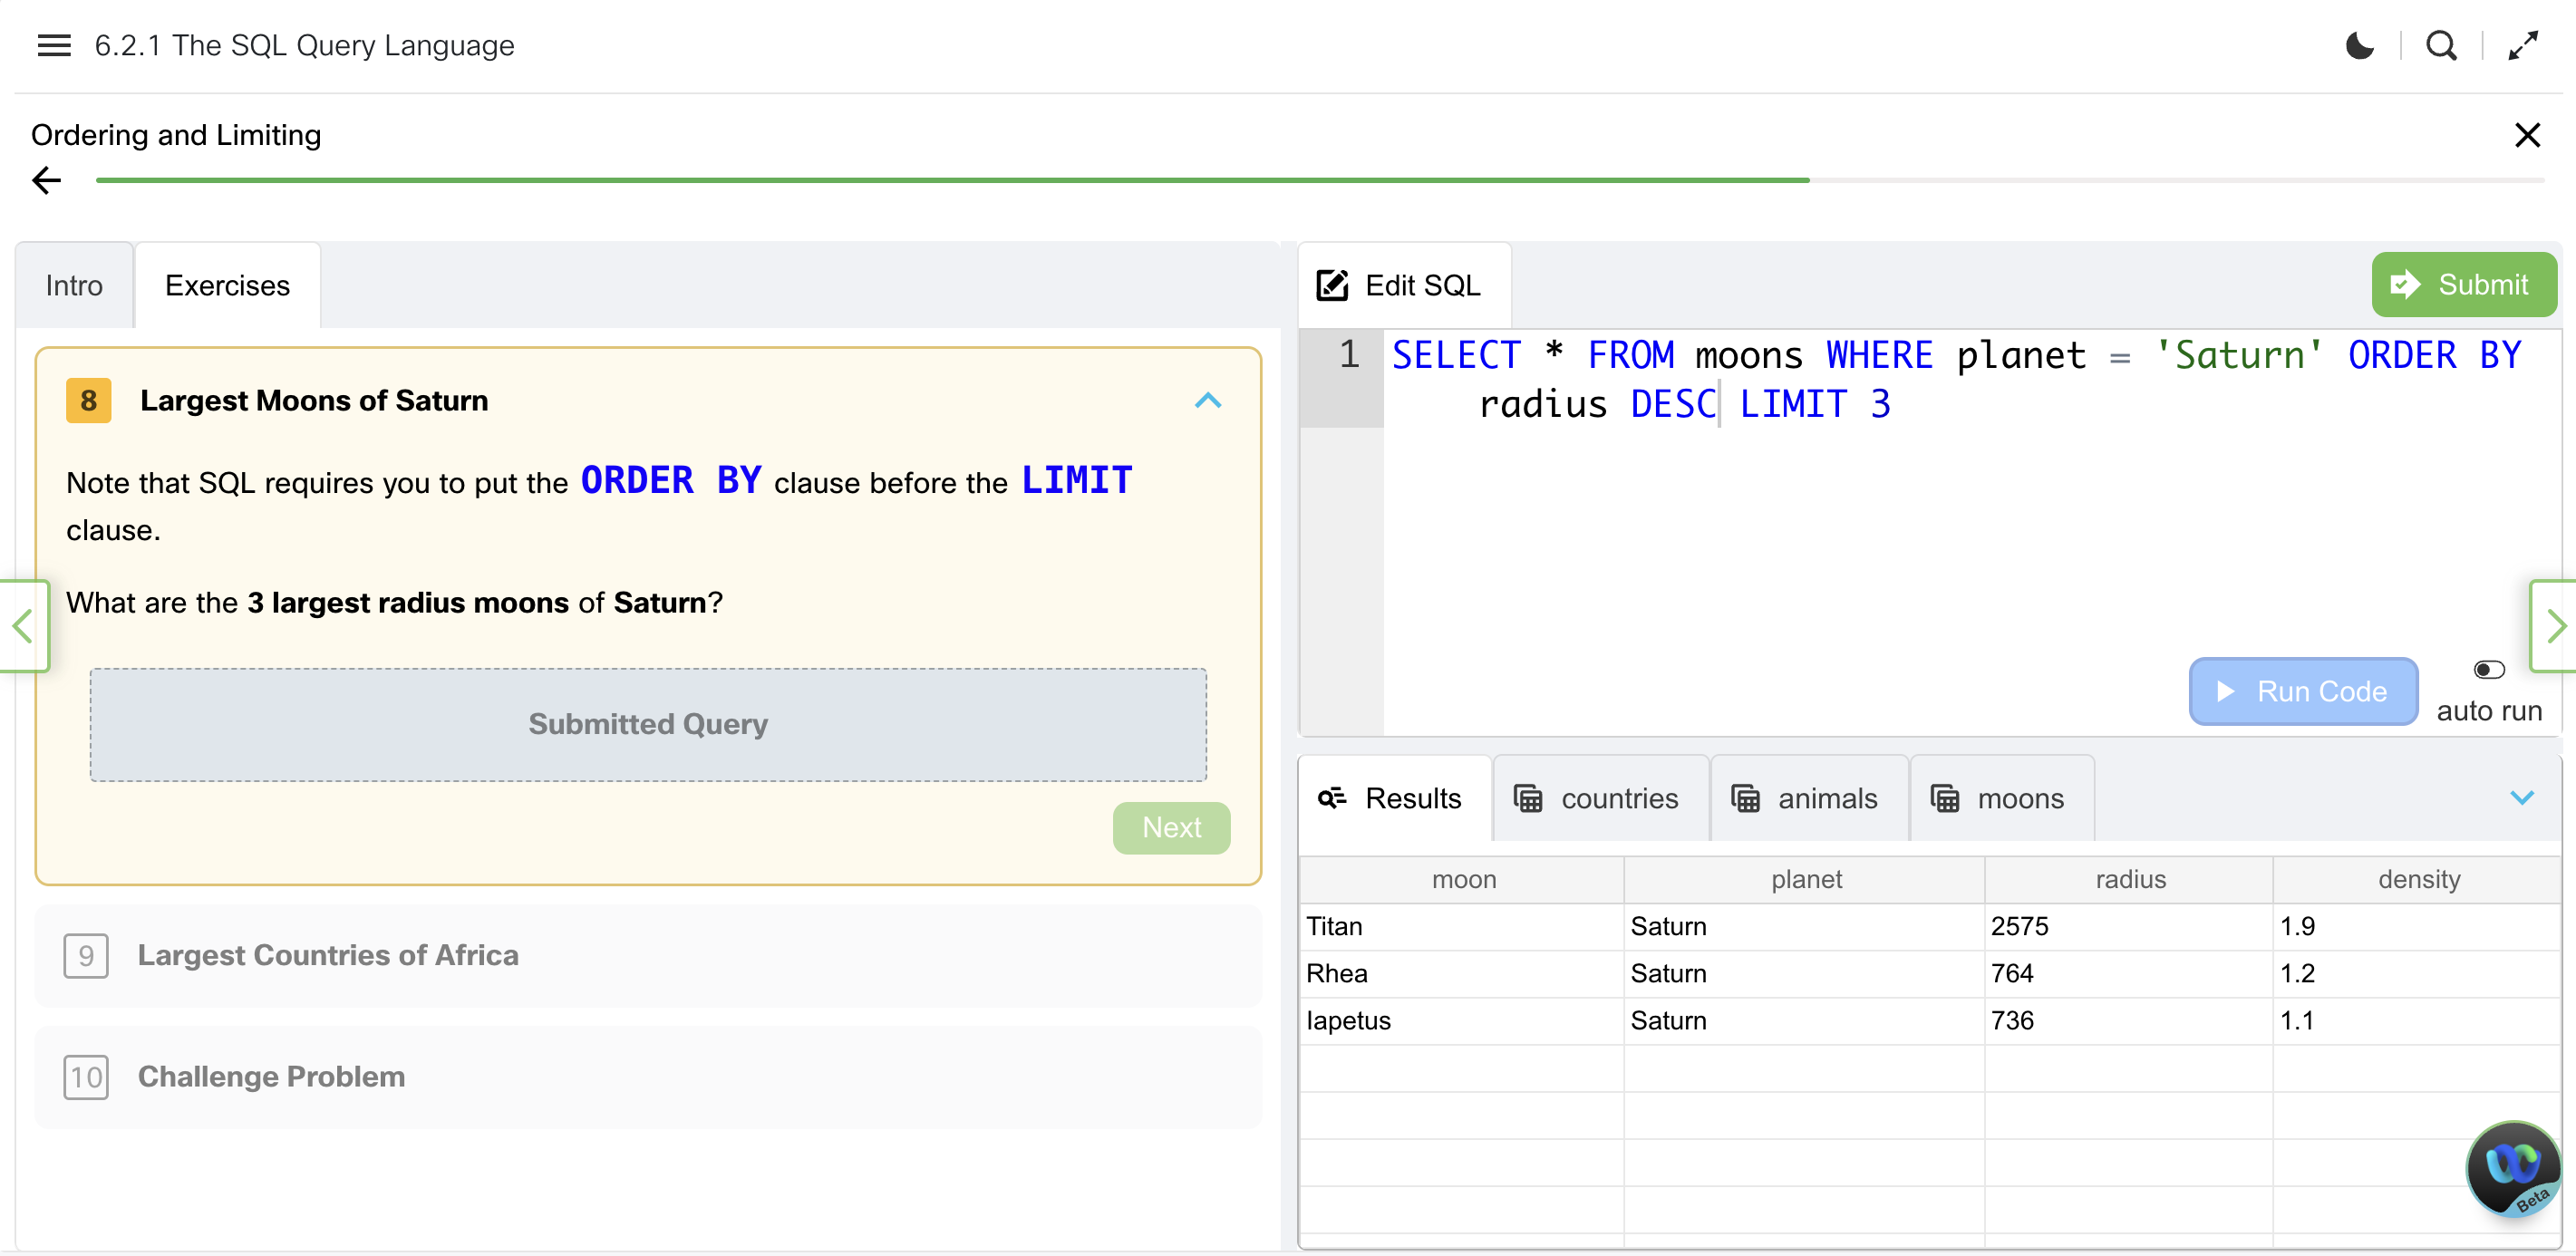 6.2.1 The SQL Query Language
Ordering and Limiting
Intro
Exercises
8
Largest Moons of Saturn
Note that SQL requires you to put the ORDER BY clause before the LIMIT
clause.
What are the 3 largest radius moons of Saturn?
Submitted Query
Next
9
Largest Countries of Africa
10
Challenge Problem
Edit SQL
Submit
1
SELECT * FROM moons WHERE planet = 'Saturn' ORDER BY
radius DESC LIMIT 3
Run Code
auto run
Results
countries
animals
moons
moon planet radius density
Titan Saturn 2575 1.9
Rhea Saturn 764 1.2
Iapetus Saturn 736 1.1
Beta